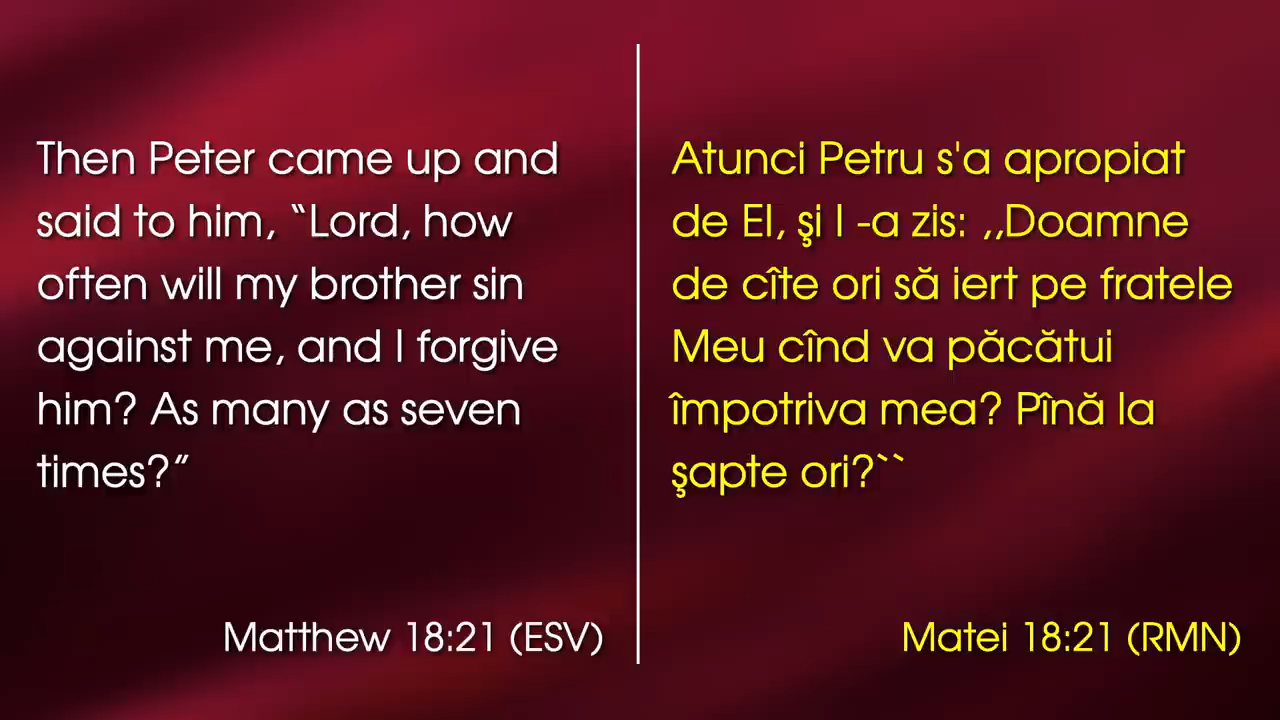 Then Peter came up and
said to him, “Lord, how
often will my brother sin
against me, and I forgive
him? As many as seven
times?”
Matthew 18:21 (ESV)
Atunci Petru s'a apropiat
de El, şi I -a zis: ,,Doamne
de cîte ori să iert pe fratele
Meu cînd va păcătui
împotriva mea? Pînă la
şapte ori?``
Matei 18:21 (RMN)